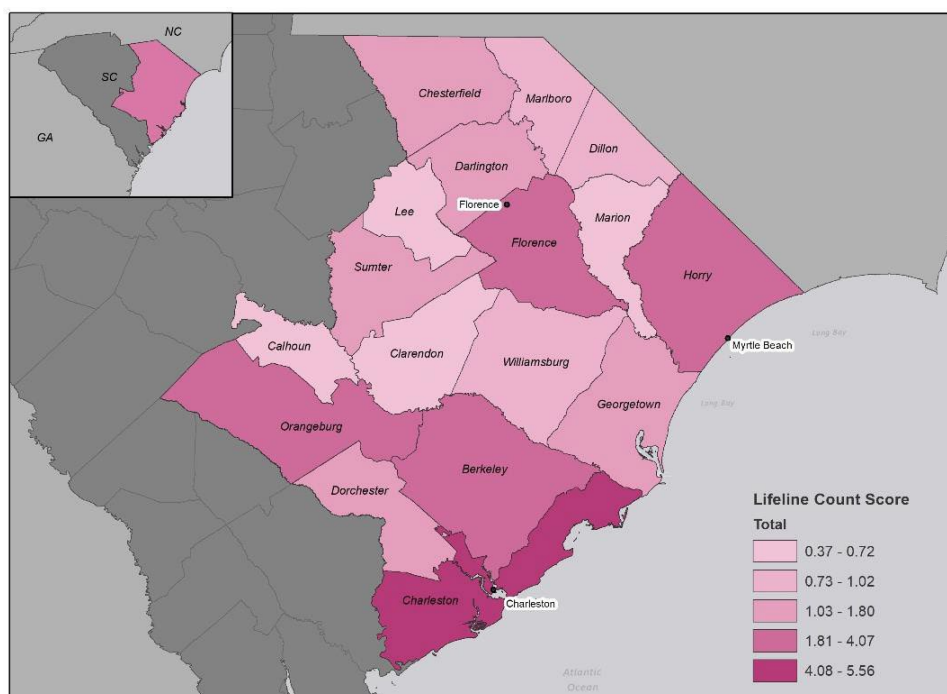 NC
SC
GA
Chesterfield
Marlboro
Darlington
Dillon
Lee
Florence
Marion
Florence
Sumter
Horry
Long Bay
Calhoun
Clarendon
Williamsburg
Myrtle Beach
Georgetown
Long Bay
Orangeburg
Berkeley
Dorchester
Charleston
Charleston
Atlantic
Ocean
Lifeline Count Score
Total
0.37 - 0.72
0.73 - 1.02
1.03 - 1.80
1.81 - 4.07
4.08 - 5.56